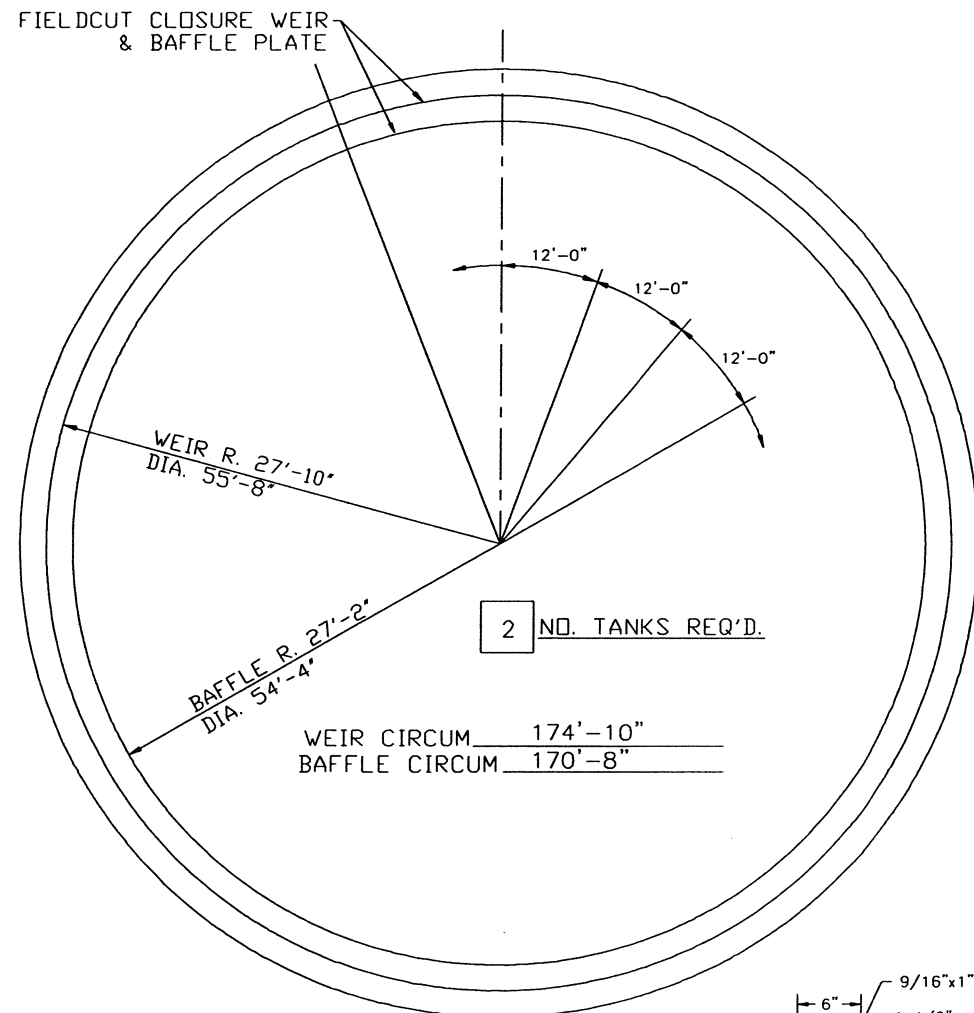 FIELDCUT CLOSURE WEIR
& BAFFLE PLATE
12'-0"
12'-0"
12'-0"
WEIR R. 27'-10"
DIA. 55'-8"
BAFFLE R. 27'-2"
DIA. 54'-4"
2 NO. TANKS REQ'D.
WEIR CIRCUM 174'-10"
BAFFLE CIRCUM 170'-8"
9/16"x1"
6"